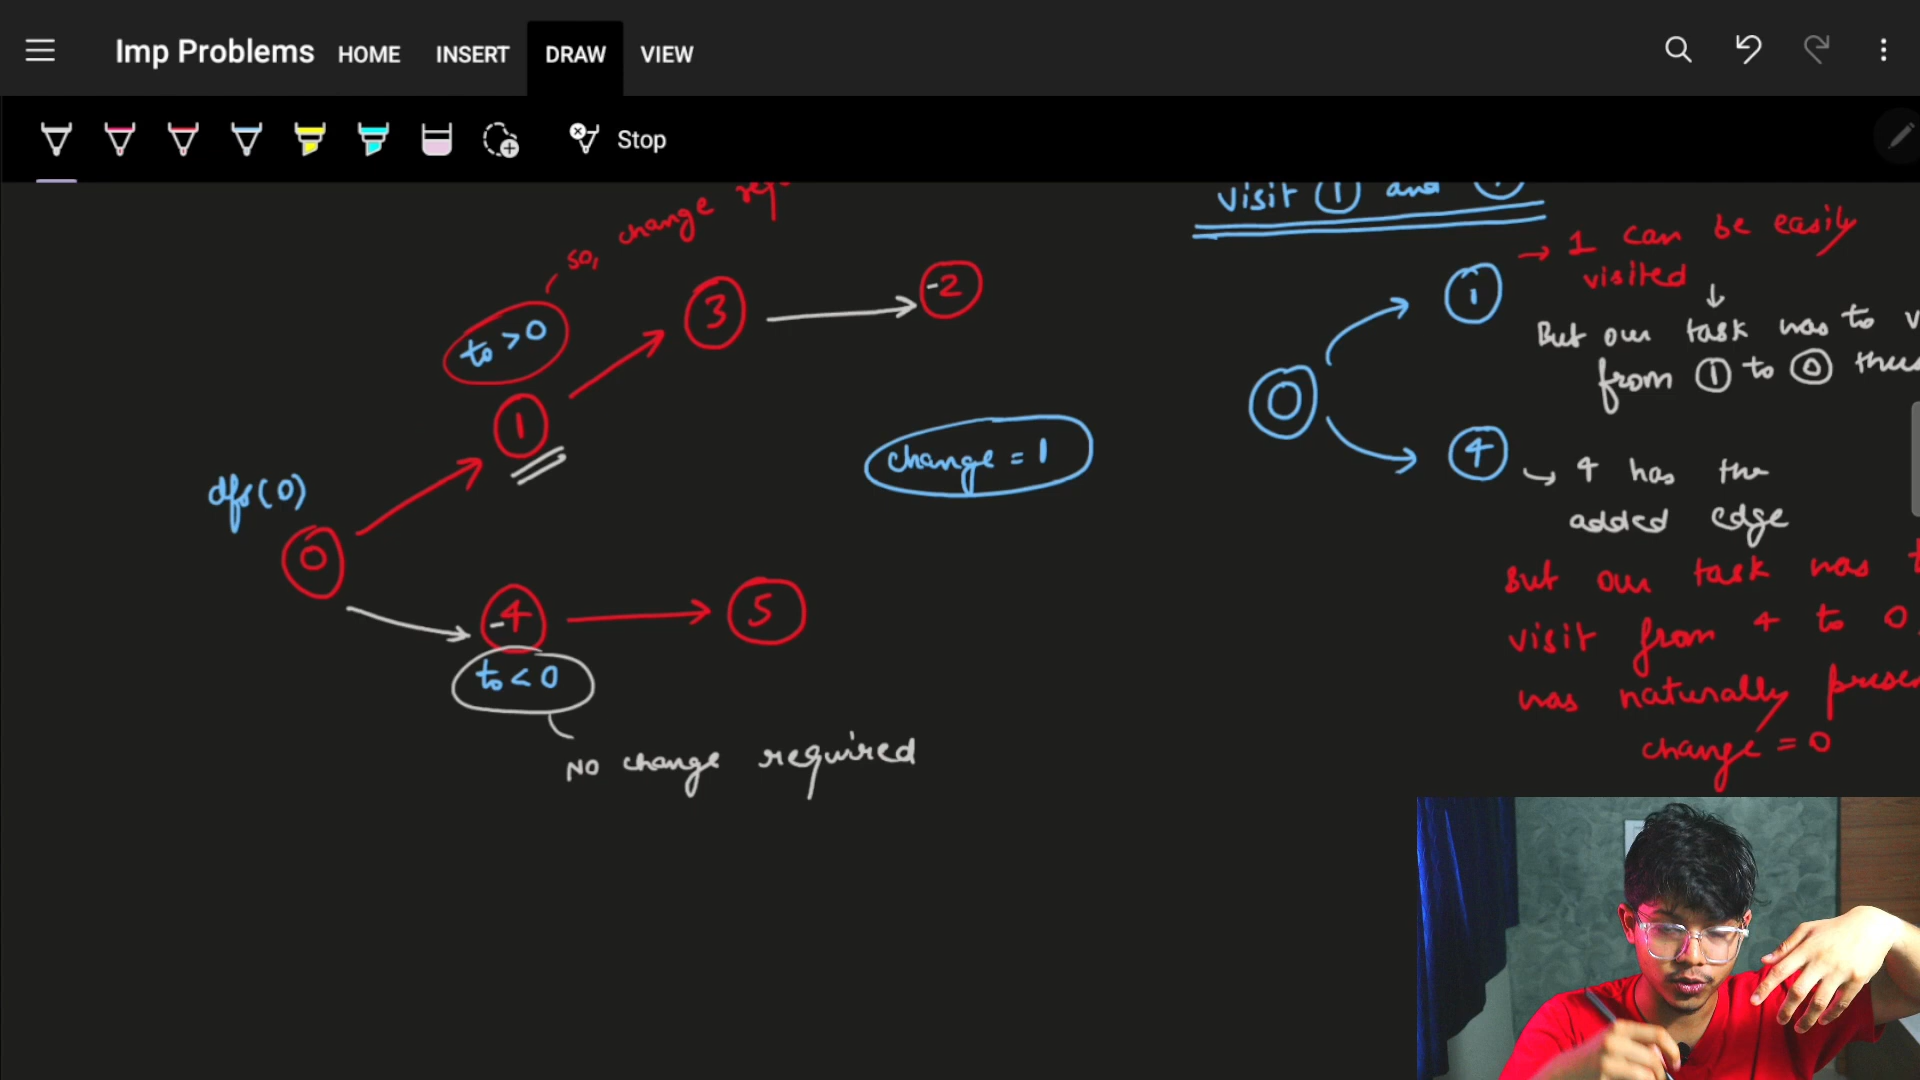 Imp Problems HOME INSERT DRAW VIEW
Stop
visit 1 and
so, change
to > 0
3
-2
1
change = 1
dfs(0)
0
-4
5
to < 0
No change required
0
1
→ 1 can be easily
visited
But our task was to
from 1 to 0 thus
4
4 has the
added edge
But our task was
visit from 4 to 0
was naturally
change = 0